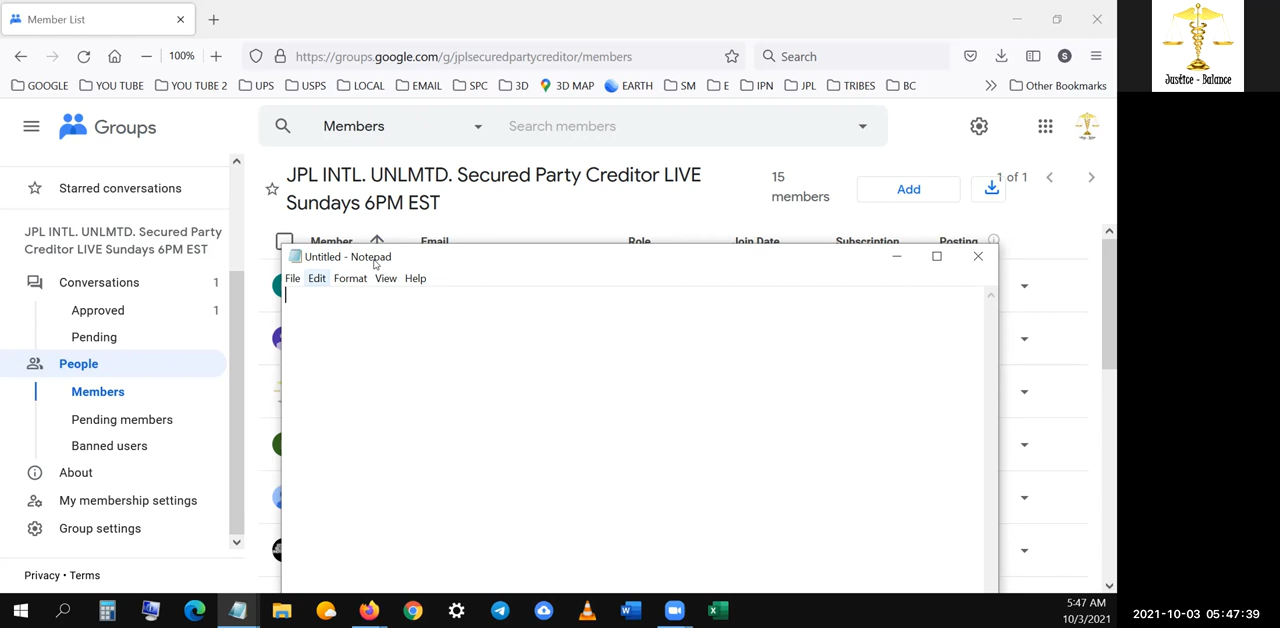 Member List
100%
https://groups.google.com/g/jplsecuredpartycreditor/members
Search
GOOGLE YOU TUBE YOU TUBE 2 UPS USPS LOCAL EMAIL SPC 3D 3D MAP EARTH SM E IPN JPL TRIBES BC Other Bookmarks
Justice - Balance
Groups
Members
Search members
Starred conversations
JPL INTL. UNLMTD. Secured Party Creditor LIVE Sundays 6PM EST
Conversations 1
Approved 1
Pending
People
Members
Pending members
Banned users
About
My membership settings
Group settings
Privacy • Terms
JPL INTL. UNLMTD. Secured Party Creditor LIVE
Sundays 6PM EST
15
members
Add
1 of 1
Member Email Role Join Date Subscription Posting
Untitled - Notepad
File Edit Format View Help
S
5:47 AM
10/3/2021
2021-10-03 05:47:39